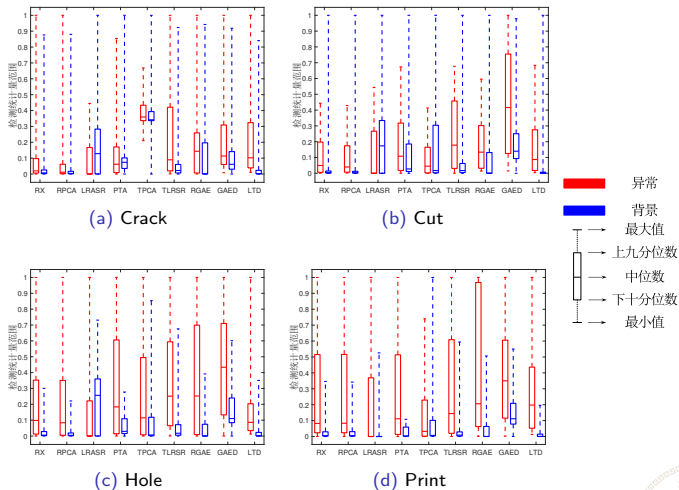 检测统计量范围
1
0.9
0.8
0.7
0.6
0.5
0.4
0.3
0.2
0.1
0
RX RPCA LRASR PTA TPCA TLRSR RGAE GAED LTD
(a) Crack
检测统计量范围
1
0.9
0.8
0.7
0.6
0.5
0.4
0.3
0.2
0.1
0
RX RPCA LRASR PTA TPCA TLRSR RGAE GAED LTD
(b) Cut
异常
背景
最大值
上九分位数
中位数
下十分位数
最小值
检测统计量范围
1
0.9
0.8
0.7
0.6
0.5
0.4
0.3
0.2
0.1
0
RX RPCA LRASR PTA TPCA TLRSR RGAE GAED LTD
(c) Hole
检测统计量范围
1
0.9
0.8
0.7
0.6
0.5
0.4
0.3
0.2
0.1
0
RX RPCA LRASR PTA TPCA TLRSR RGAE GAED LTD
(d) Print